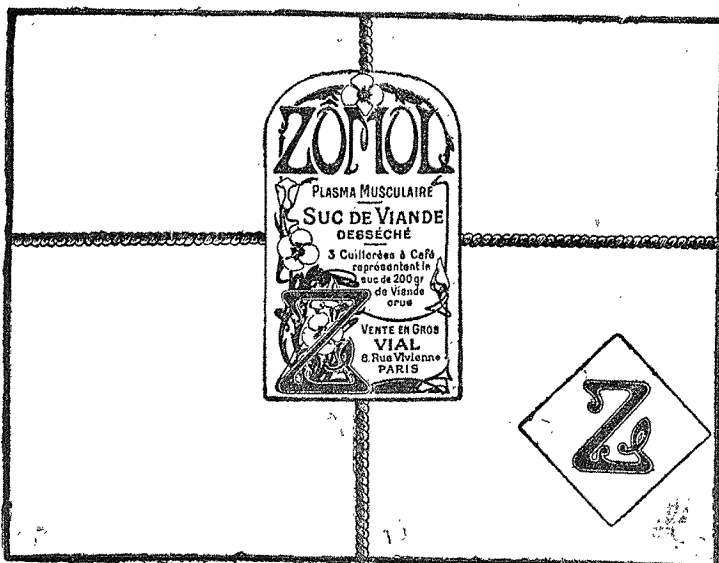 ZOMOL
PLASMA MUSCULAIRE
SUC DE VIANDE
DESSÉCHÉ
3 Cuillerées à Café
représentent le
suc de 200 gr
de Viande
crue
Z
VENTE EN GROS
VIAL
8. Rue Vivienne
PARIS
Z